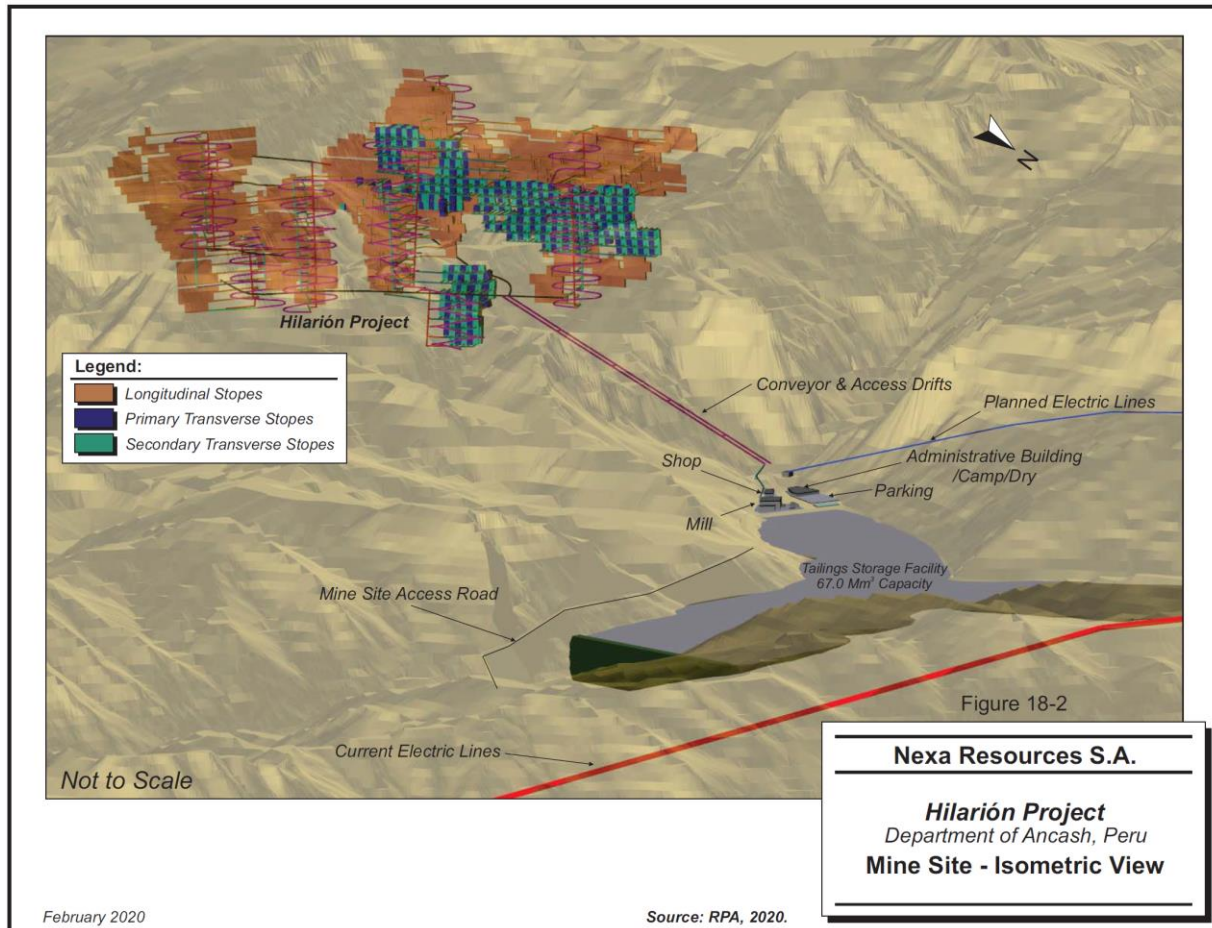 N
Hilarión Project
Legend:
Longitudinal Stopes
Primary Transverse Stopes
Secondary Transverse Stopes
Conveyor & Access Drifts
Planned Electric Lines
Administrative Building
/Camp/Dry
Shop
Parking
Mill
Tailings Storage Facility
67.0 Mm³ Capacity
Mine Site Access Road
Current Electric Lines
Not to Scale
Figure 18-2
Nexa Resources S.A.
Hilarión Project
Department of Ancash, Peru
Mine Site - Isometric View
February 2020
Source: RPA, 2020.